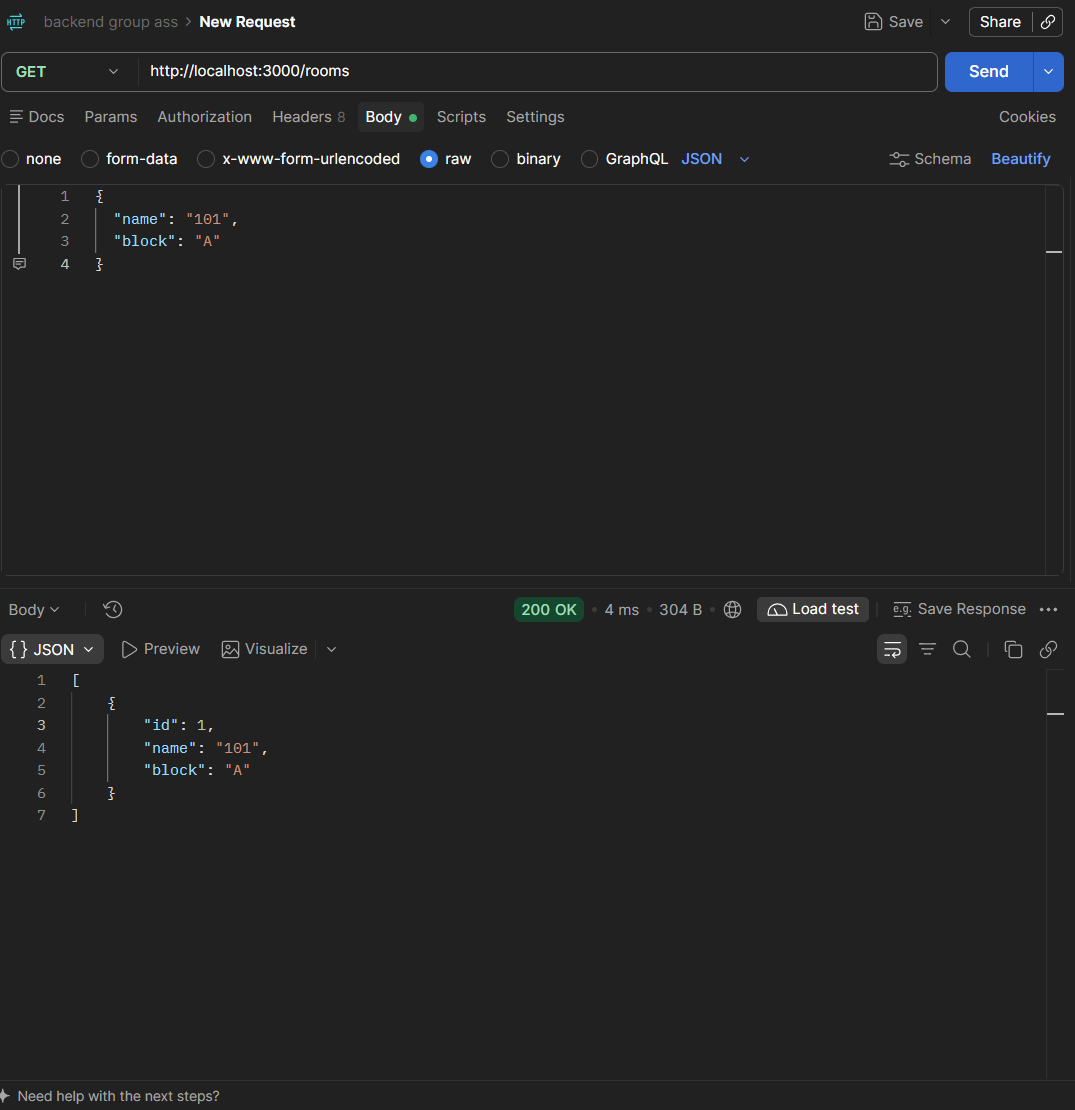 HTTP backend group ass > New Request Save Share
GET http://localhost:3000/rooms Send
Docs Params Authorization Headers 8 Body Scripts Settings Cookies
none form-data x-www-form-urlencoded raw binary GraphQL JSON Schema Beautify
1 {
2 "name": "101",
3 "block": "A"
4 }
Body 200 OK • 4 ms • 304 B • Load test e.g. Save Response
{} JSON Preview Visualize
1 [
2 {
3 "id": 1,
4 "name": "101",
5 "block": "A"
6 }
7 ]
Need help with the next steps?